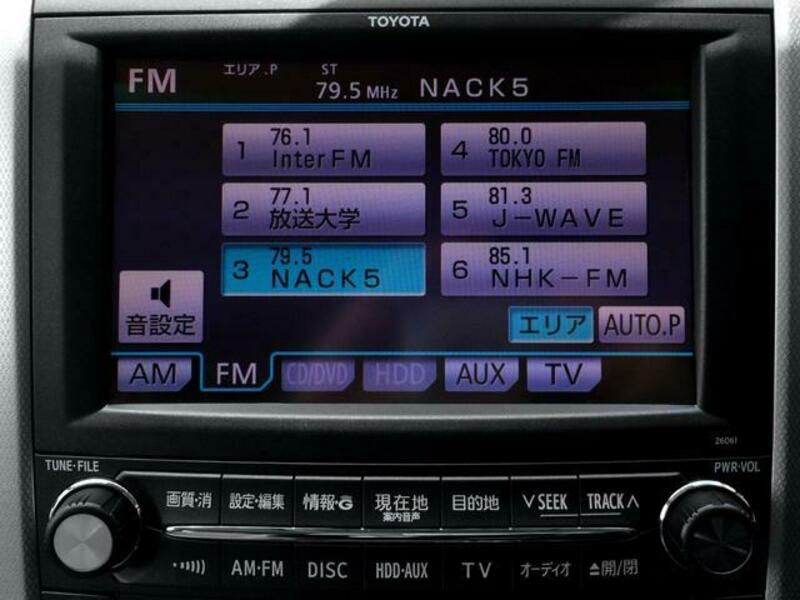 TOYOTA
FM エリア.P ST 79.5 MHz NACK5
1 76.1 InterFM
4 80.0 TOKYO FM
2 77.1 放送大学
5 81.3 J-WAVE
3 79.5 NACK5
6 85.1 NHK-FM
音設定
エリア AUTO.P
AM FM CD/DVD HDD AUX TV
26061
TUNE·FILE PWR·VOL
画質·消 設定·編集 情報·G 現在地 案内音声 目的地 ∨SEEK TRACK∧
AM·FM DISC HDD·AUX TV オーディオ ≜開/閉